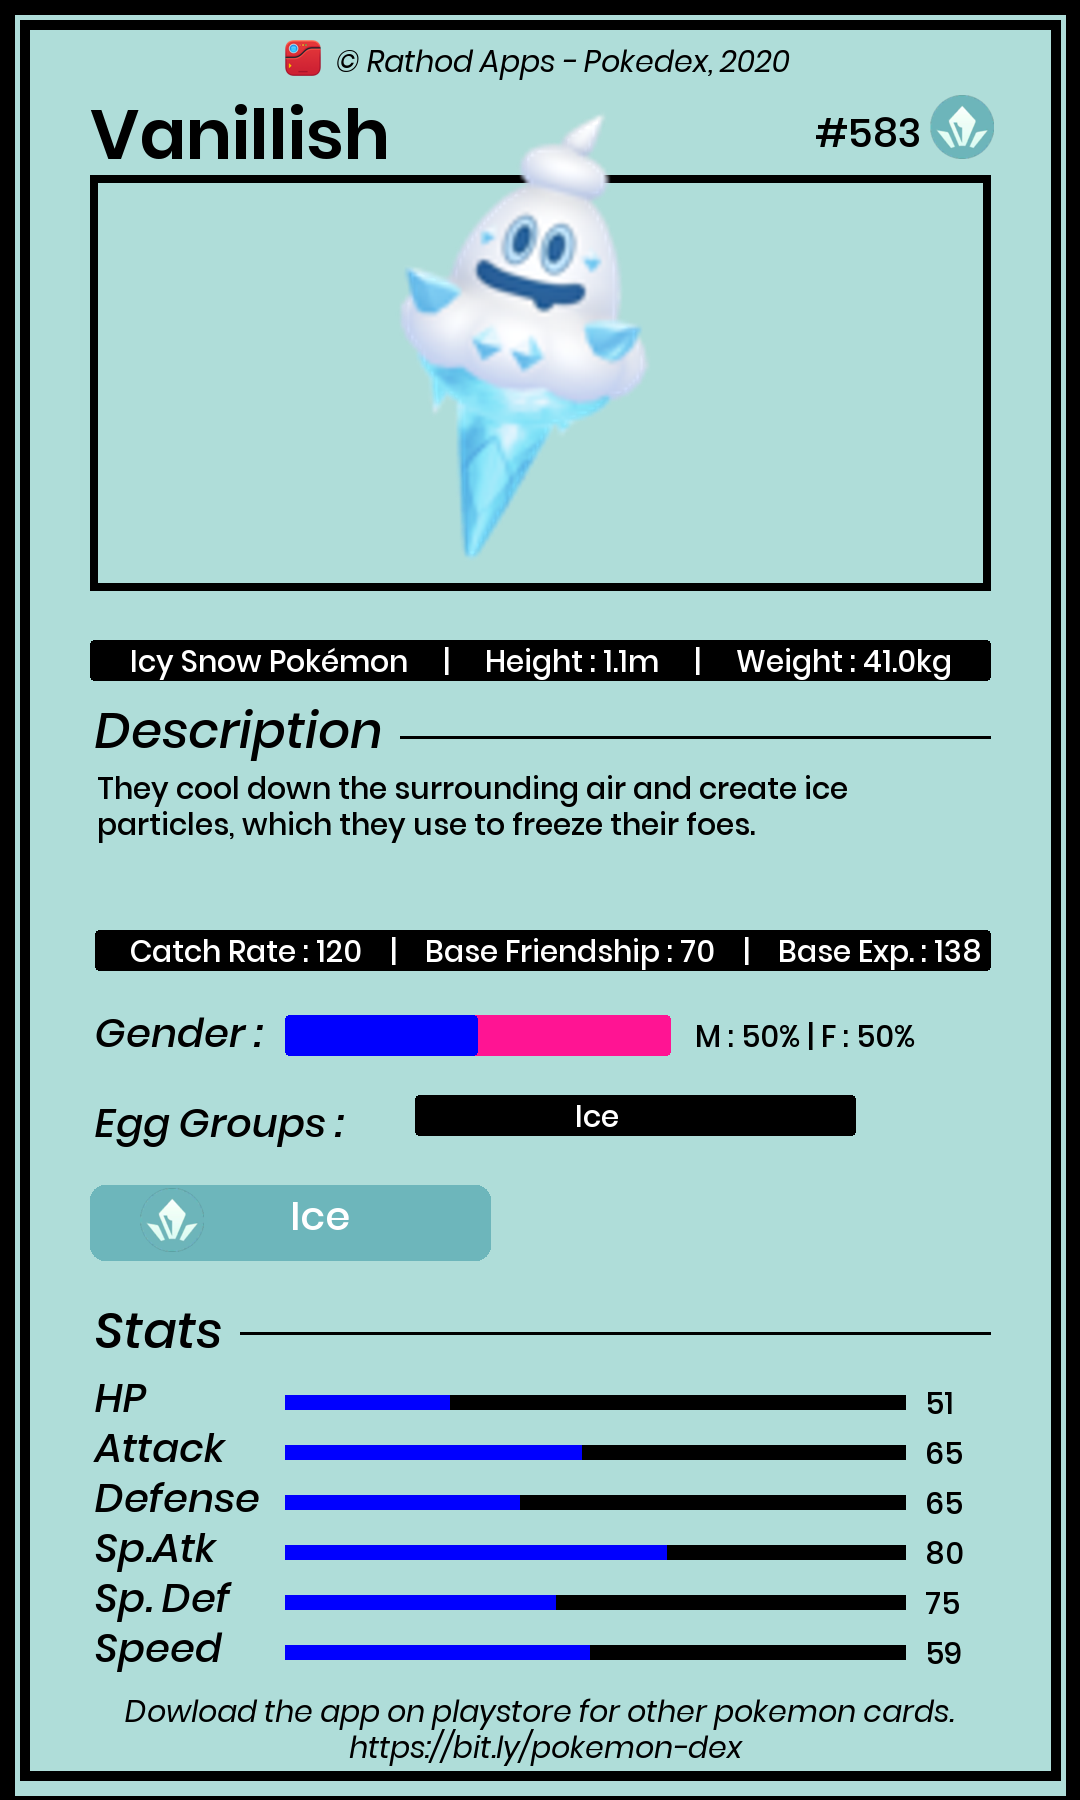 © Rathod Apps - Pokedex, 2020
Vanillish #583
Icy Snow Pokémon | Height : 1.1m | Weight : 41.0kg
Description
They cool down the surrounding air and create ice
particles, which they use to freeze their foes.
Catch Rate : 120 | Base Friendship : 70 | Base Exp. : 138
Gender : M : 50% | F : 50%
Egg Groups : Ice
Ice
Stats
HP 51
Attack 65
Defense 65
Sp.Atk 80
Sp. Def 75
Speed 59
Dowload the app on playstore for other pokemon cards.
https://bit.ly/pokemon-dex